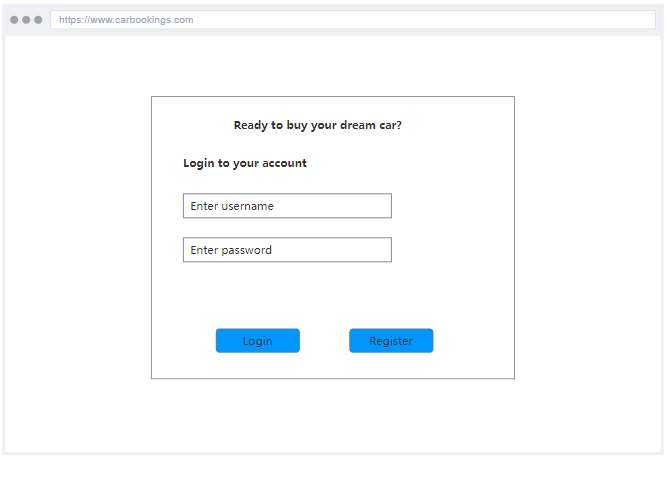 https://www.carbookings.com
Ready to buy your dream car?
Login to your account
Enter username
Enter password
Login
Register